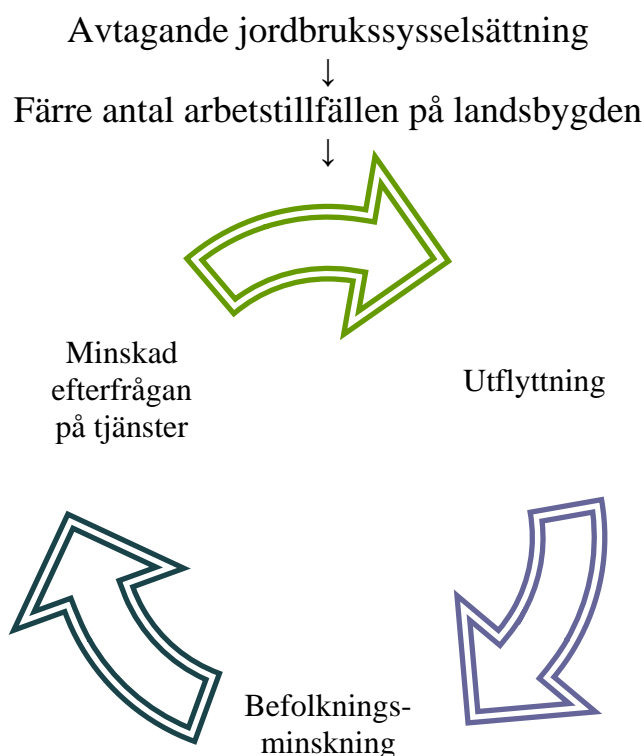 Avtagande jordbrukssysselsättning
↓
Färre antal arbetstillfällen på landsbygden
↓
Minskad
efterfrågan
på tjänster
Utflyttning
Befolknings-
minskning